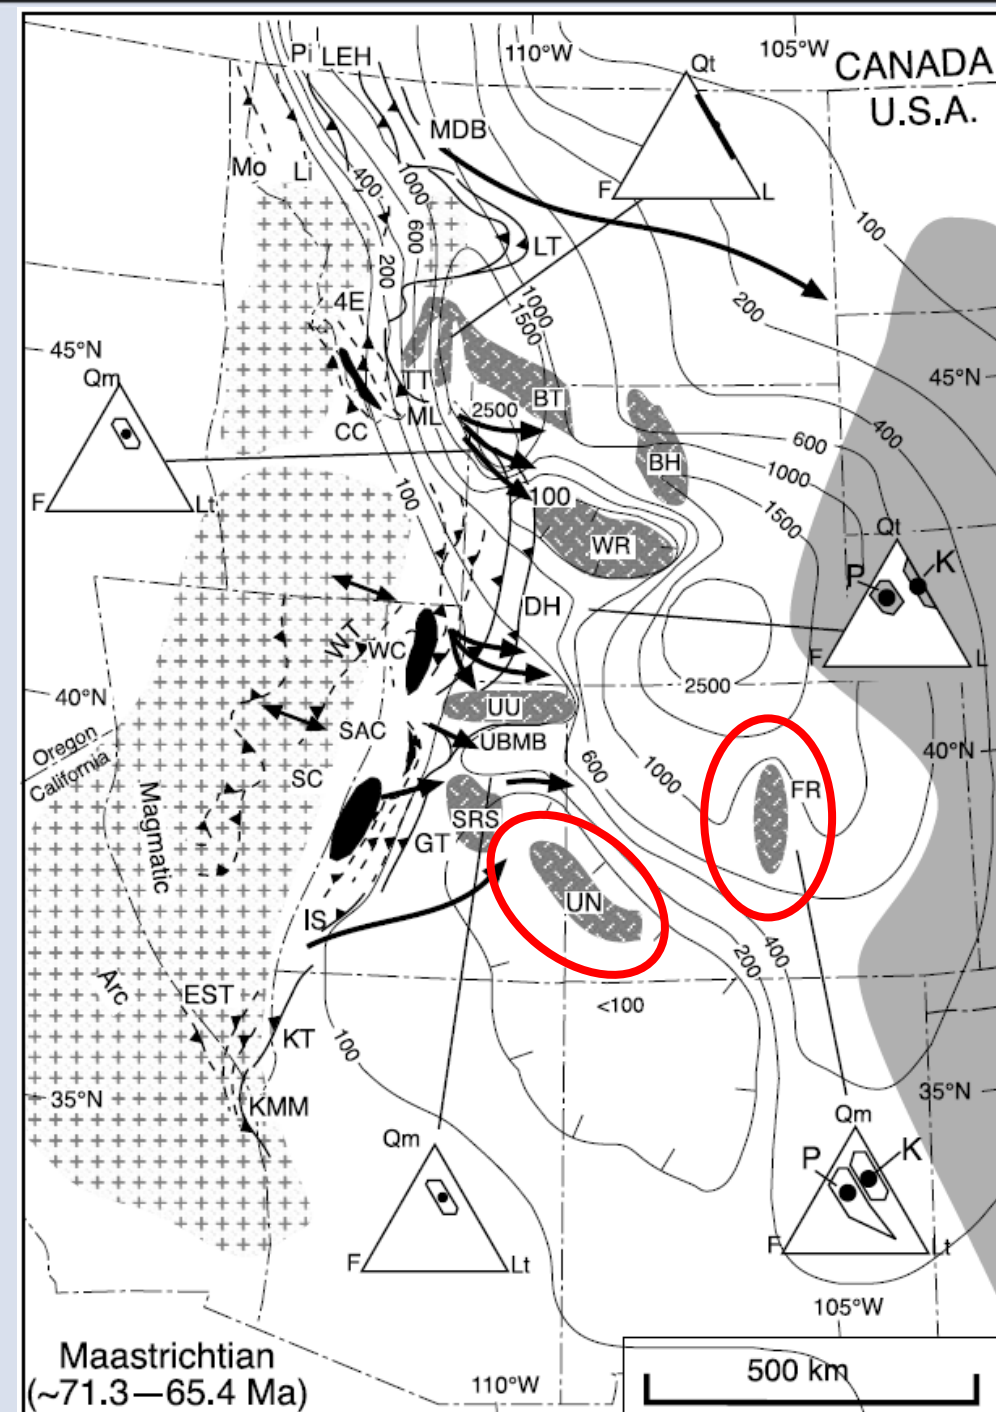 Pi LEH
110°W
105°W
CANADA
U.S.A.
Qt
MDB
F
L
Mo
Li
400
1000
600
200
LT
100
200
4E
1000
1500
45°N
45°N
Qm
TT
ML
CC
2500
BT
BH
600
400
1000
1500
F
Lt
100
100
WR
Qt
P
K
F
L
DH
WT
WC
2500
40°N
UU
SAC
UBMB
Oregon
California
SC
600
1000
FR
40°N
Magmatic
Arc
SRS
GT
UN
IS
200
400
<100
EST
KT
100
35°N
KMM
35°N
Qm
P
K
F
Lt
Qm
F
Lt
105°W
Maastrichtian
(~71.3—65.4 Ma)
110°W
500 km